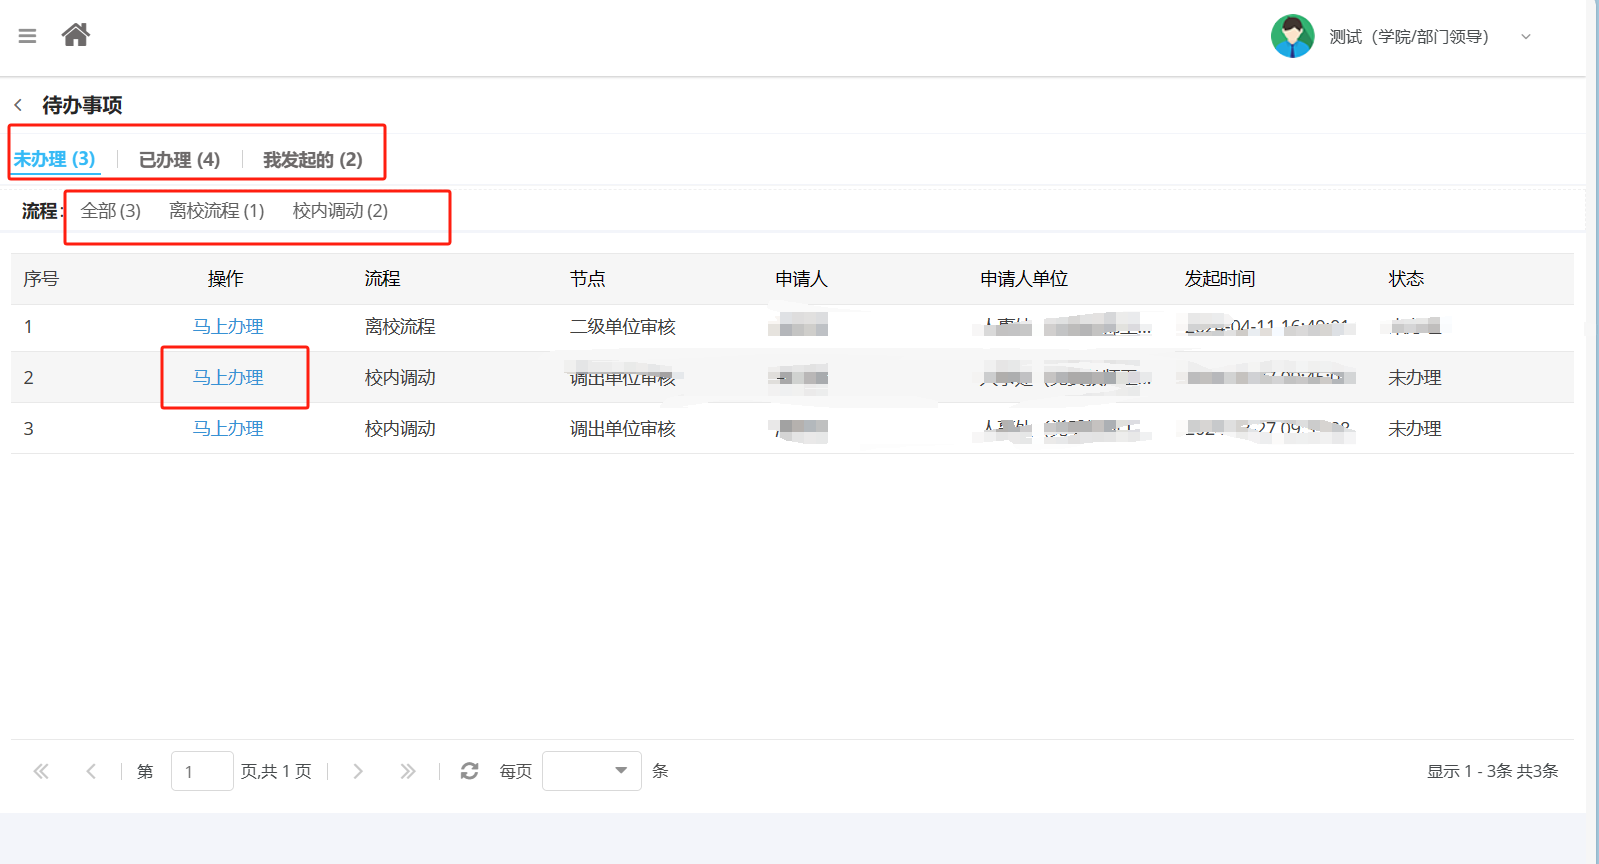 测试（学院/部门领导）
待办事项
未办理 (3) 已办理 (4) 我发起的 (2)
流程: 全部 (3) 离校流程 (1) 校内调动 (2)
序号 操作 流程 节点 申请人 申请人单位 发起时间 状态
1 马上办理 离校流程 二级单位审核
2 马上办理 校内调动 调出单位审核 未办理
3 马上办理 校内调动 调出单位审核 未办理
第 1 页,共 1 页 每页 条 显示 1 - 3条 共3条